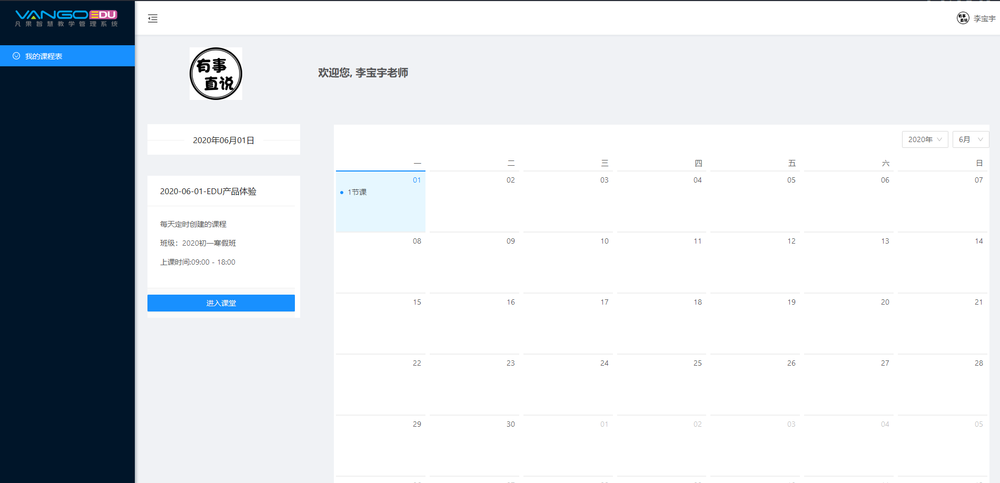 VANGOEDU
凡果智慧教学管理系统
李宝宇
我的课程表
有事
直说
欢迎您, 李宝宇老师
2020年06月01日
2020年 6月
一 二 三 四 五 六 日
01 02 03 04 05 06 07
1节课
2020-06-01-EDU产品体验
每天定时创建的课程
班级：2020初一寒假班
上课时间:09:00 - 18:00
进入课堂
08 09 10 11 12 13 14
15 16 17 18 19 20 21
22 23 24 25 26 27 28
29 30 01 02 03 04 05